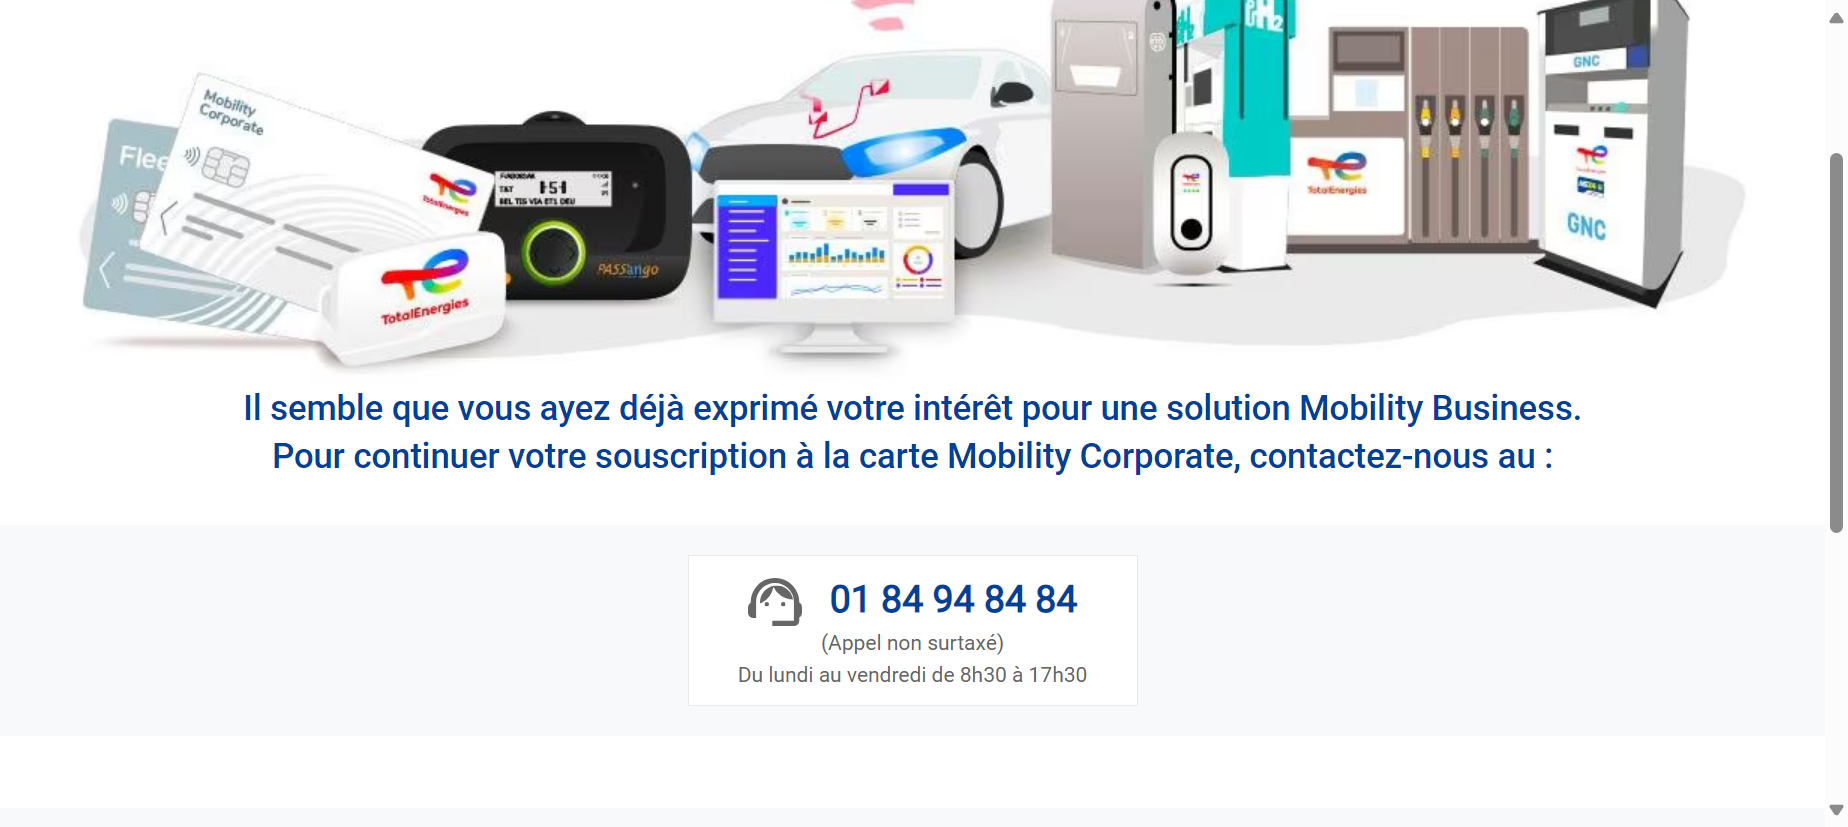 H2
GNC
Mobility
Corporate
Flee
TotalEnergies
PASSango
TotalEnergies
TotalEnergies
GNC
Il semble que vous ayez déjà exprimé votre intérêt pour une solution Mobility Business.
Pour continuer votre souscription à la carte Mobility Corporate, contactez-nous au :
01 84 94 84 84
(Appel non surtaxé)
Du lundi au vendredi de 8h30 à 17h30